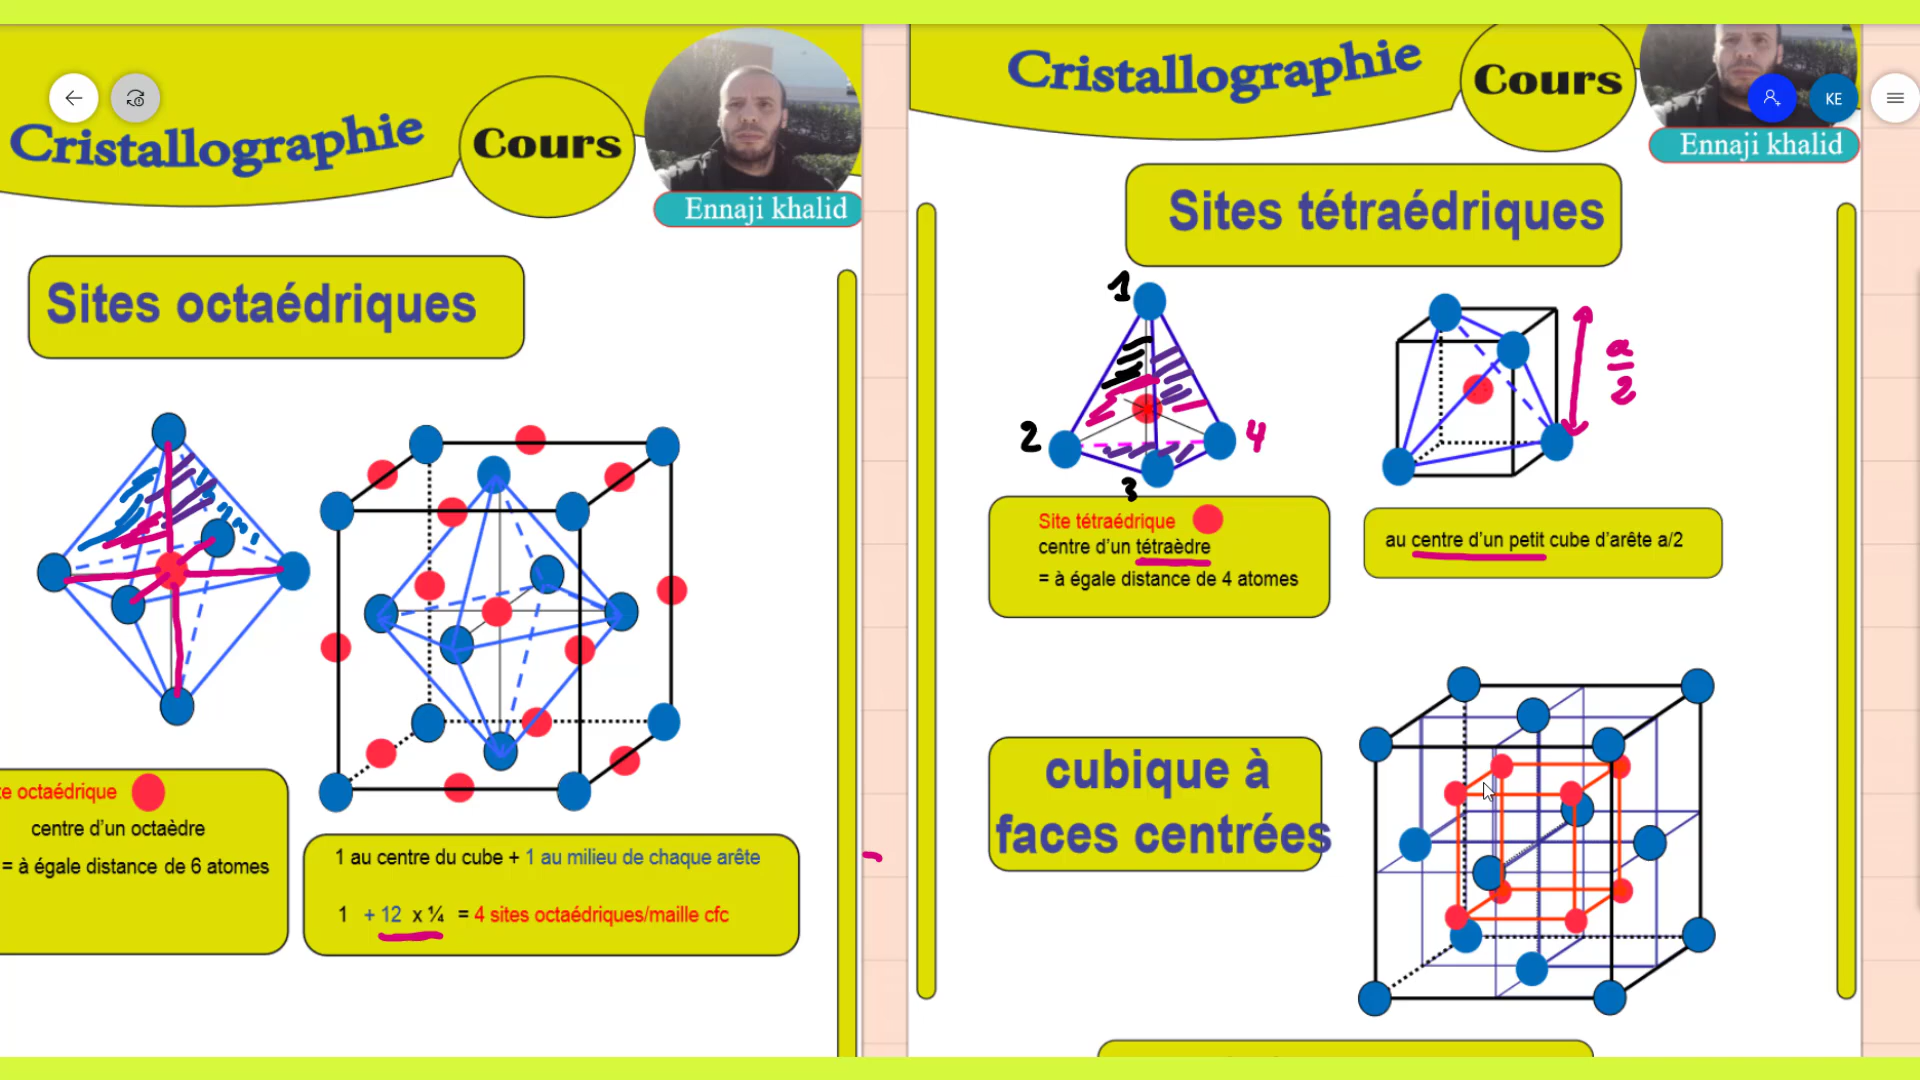 Cristallographie
Cours
Ennaji khalid
Sites octaédriques
te octaédrique
centre d'un octaèdre
= à égale distance de 6 atomes
1 au centre du cube + 1 au milieu de chaque arête
1 + 12 x ¼ = 4 sites octaédriques/maille cfc
Cristallographie
Cours
KE
Ennaji khalid
Sites tétraédriques
1
2
3
4
a
2
Site tétraédrique
centre d'un tétraèdre
= à égale distance de 4 atomes
au centre d'un petit cube d'arête a/2
cubique à
faces centrées